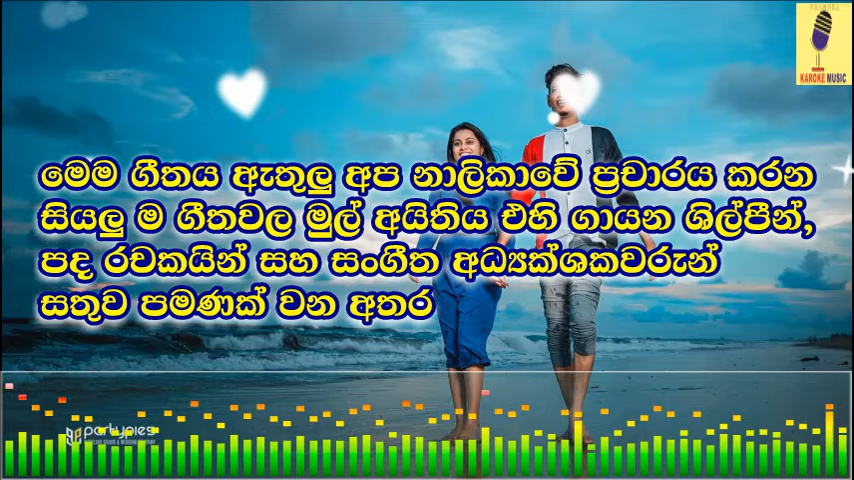 KAROKE MUSIC
මෙම ගීතය ඇතුලු අප නාලිකාවේ ප්‍රචාරය කරන
සියලු ම ගීතවල මුල් අයිතිය එහි ගායන ශිල්පීන්,
පද රචකයින් සහ සංගීත අධ්‍යක්ශකවරුන්
සතුව පමණක් වන අතර
partypies